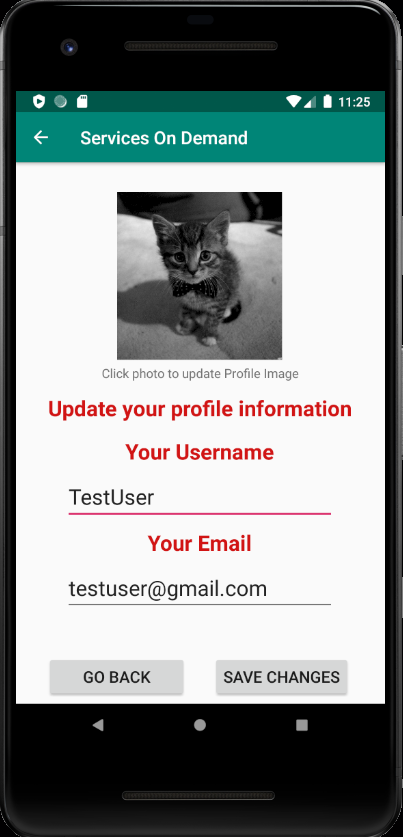 11:25
Services On Demand
Click photo to update Profile Image
Update your profile information
Your Username
TestUser
Your Email
testuser@gmail.com
GO BACK
SAVE CHANGES